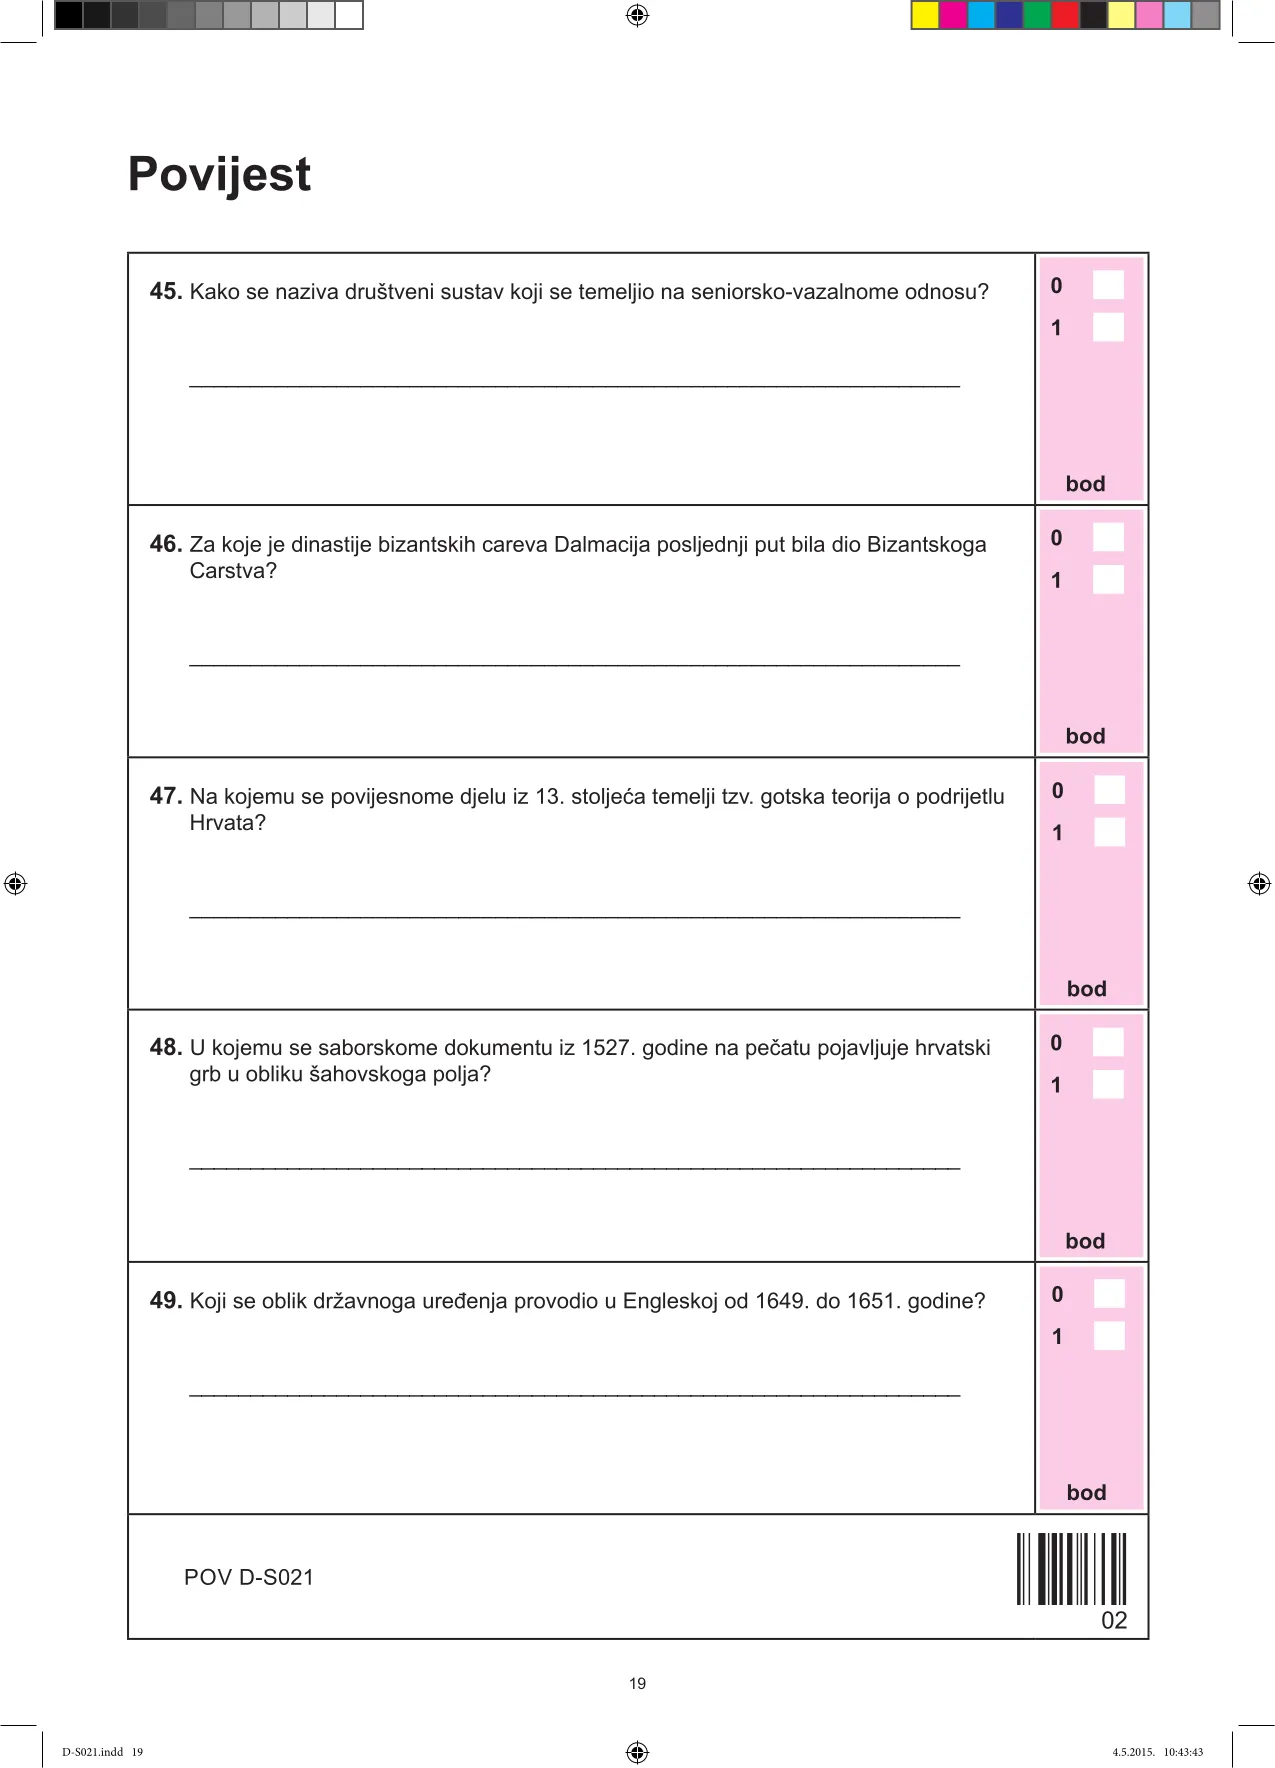 Povijest
45. Kako se naziva društveni sustav koji se temeljio na seniorsko-vazalnome odnosu?
0
1
bod
46. Za koje je dinastije bizantskih careva Dalmacija posljednji put bila dio Bizantskoga
Carstva?
0
1
bod
47. Na kojemu se povijesnome djelu iz 13. stoljeća temelji tzv. gotska teorija o podrijetlu
Hrvata?
0
1
bod
48. U kojemu se saborskome dokumentu iz 1527. godine na pečatu pojavljuje hrvatski
grb u obliku šahovskoga polja?
0
1
bod
49. Koji se oblik državnoga uređenja provodio u Engleskoj od 1649. do 1651. godine?
0
1
bod
POV D-S021
02
19
D-S021.indd 19
4.5.2015. 10:43:43